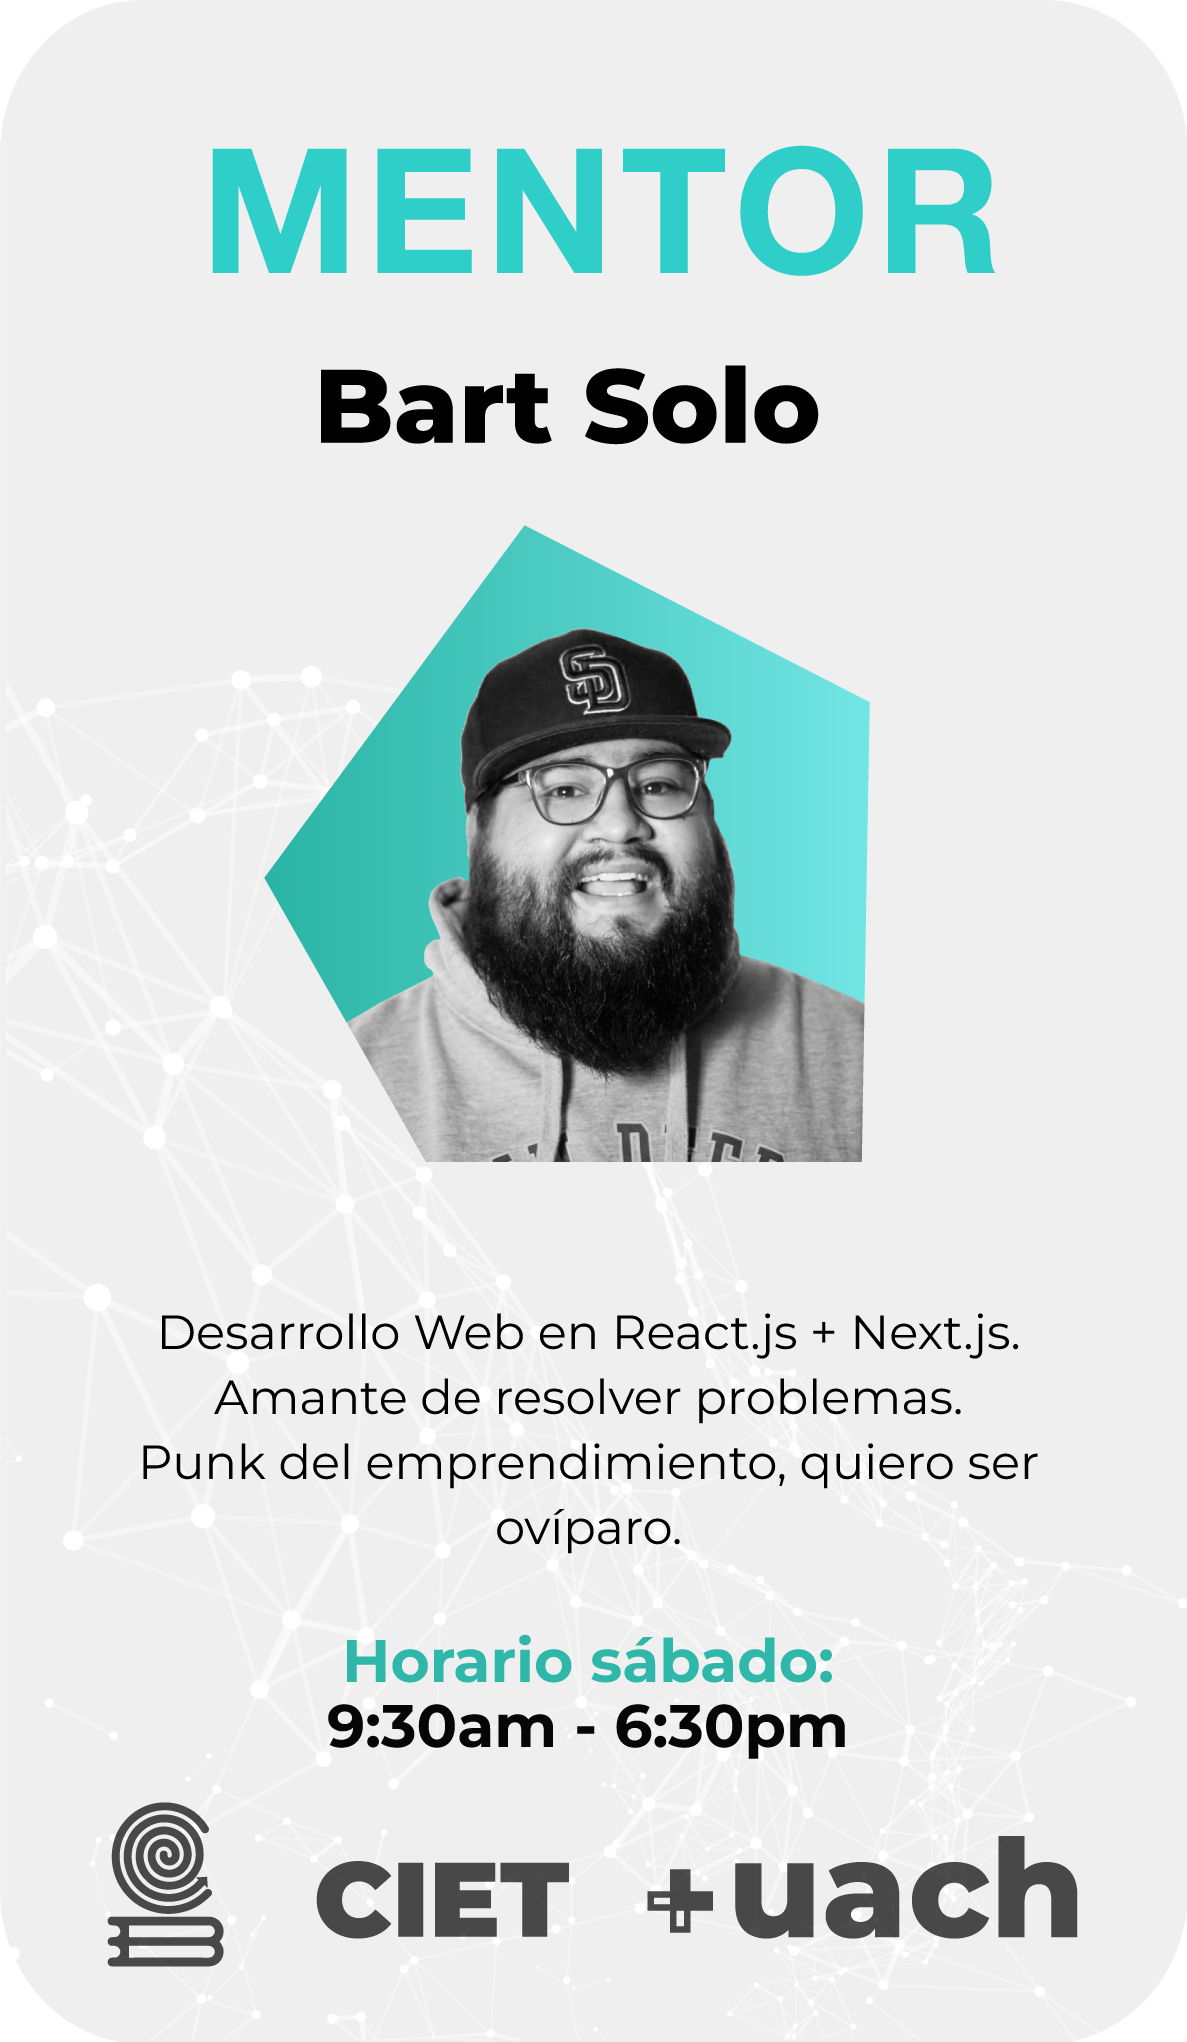 MENTOR
Bart Solo
SD
Desarrollo Web en React.js + Next.js.
Amante de resolver problemas.
Punk del emprendimiento, quiero ser
ovíparo.
Horario sábado:
9:30am - 6:30pm
CIET +uach